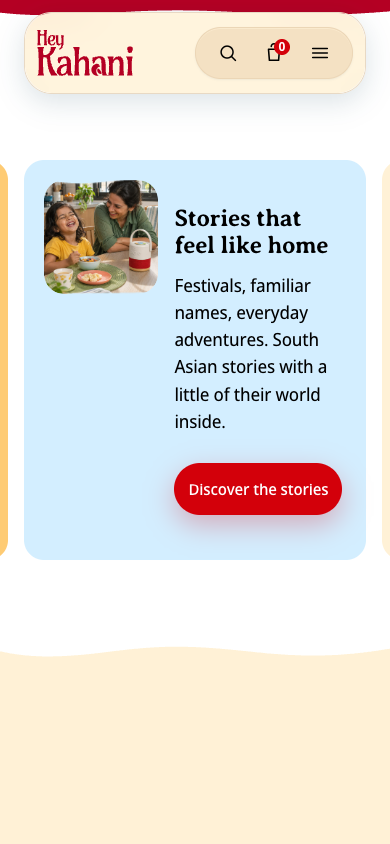 Hey
Kahani
0
Stories that
feel like home
Festivals, familiar
names, everyday
adventures. South
Asian stories with a
little of their world
inside.
Discover the stories